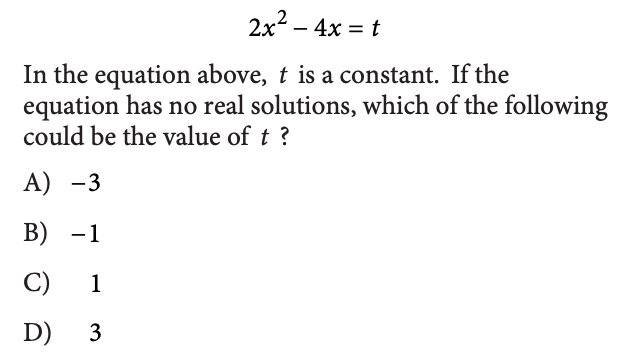 2x² – 4x = t
In the equation above, t is a constant. If the
equation has no real solutions, which of the following
could be the value of t ?
A) –3
B) –1
C) 1
D) 3